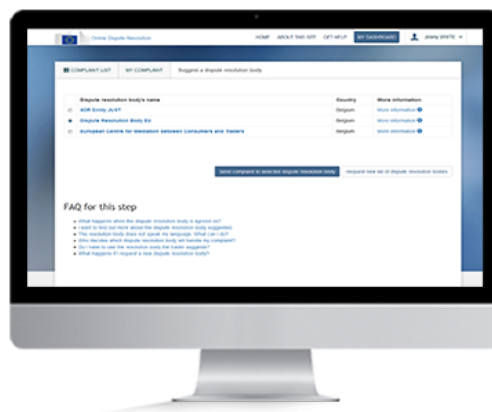 Online Dispute Resolution
HOME ABOUT THIS SITE GET HELP MY DASHBOARD Jimmy WHITE
COMPLAINT LIST MY COMPLAINT Suggest a dispute resolution body
Dispute resolution body's name Country More information
ADR Entity JUST Belgium More information
Dispute Resolution Body EU Belgium More information
European Centre for Mediation between Consumers and Traders Belgium More information
Send complaint to selected dispute resolution body Request new list of dispute resolution bodies
FAQ for this step
What happens when the dispute resolution body is agreed on?
I want to find out more about the dispute resolution body suggested.
The resolution body does not speak my language. What can I do?
Who decides which dispute resolution body will handle my complaint?
Do I have to use the resolution body the trader suggests?
What happens if I request a new dispute resolution body?